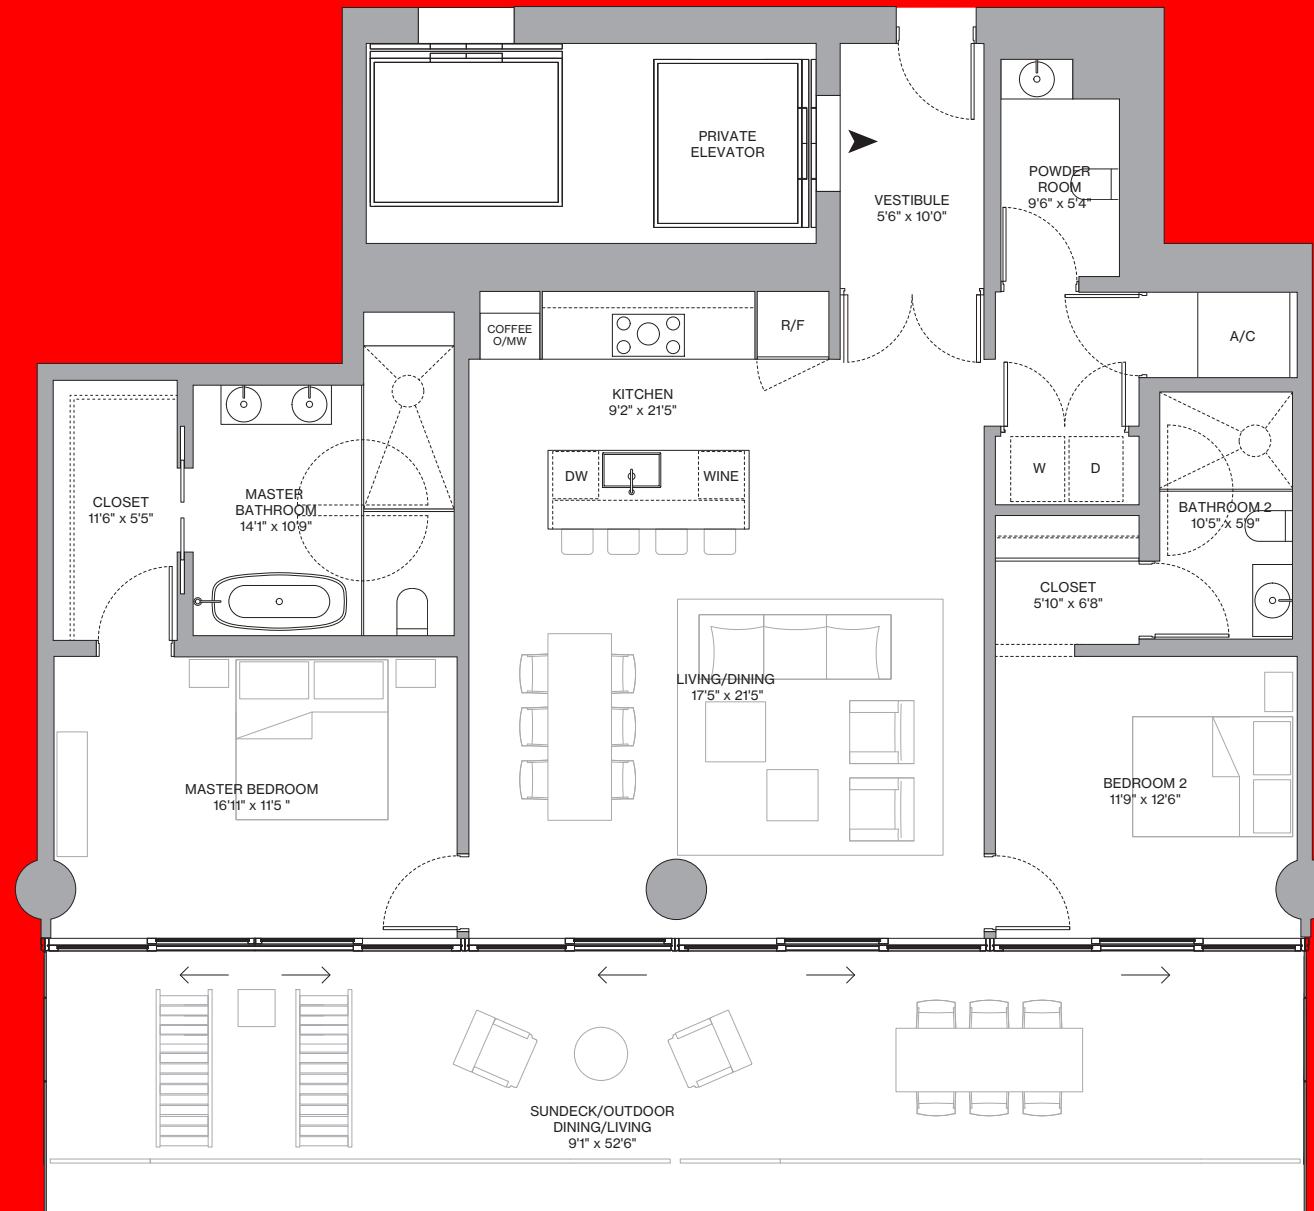 PRIVATE
ELEVATOR
VESTIBULE
5'6" x 10'0"
POWDER
ROOM
9'6" x 5'4"
COFFEE
O/MW
R/F
A/C
KITCHEN
9'2" x 21'5"
DW
WINE
W
D
CLOSET
11'6" x 5'5"
MASTER
BATHROOM
14'1" x 10'9"
BATHROOM 2
10'5" x 5'9"
CLOSET
5'10" x 6'8"
LIVING/DINING
17'5" x 21'5"
MASTER BEDROOM
16'11" x 11'5 "
BEDROOM 2
11'9" x 12'6"
SUNDECK/OUTDOOR
DINING/LIVING
9'1" x 52'6"